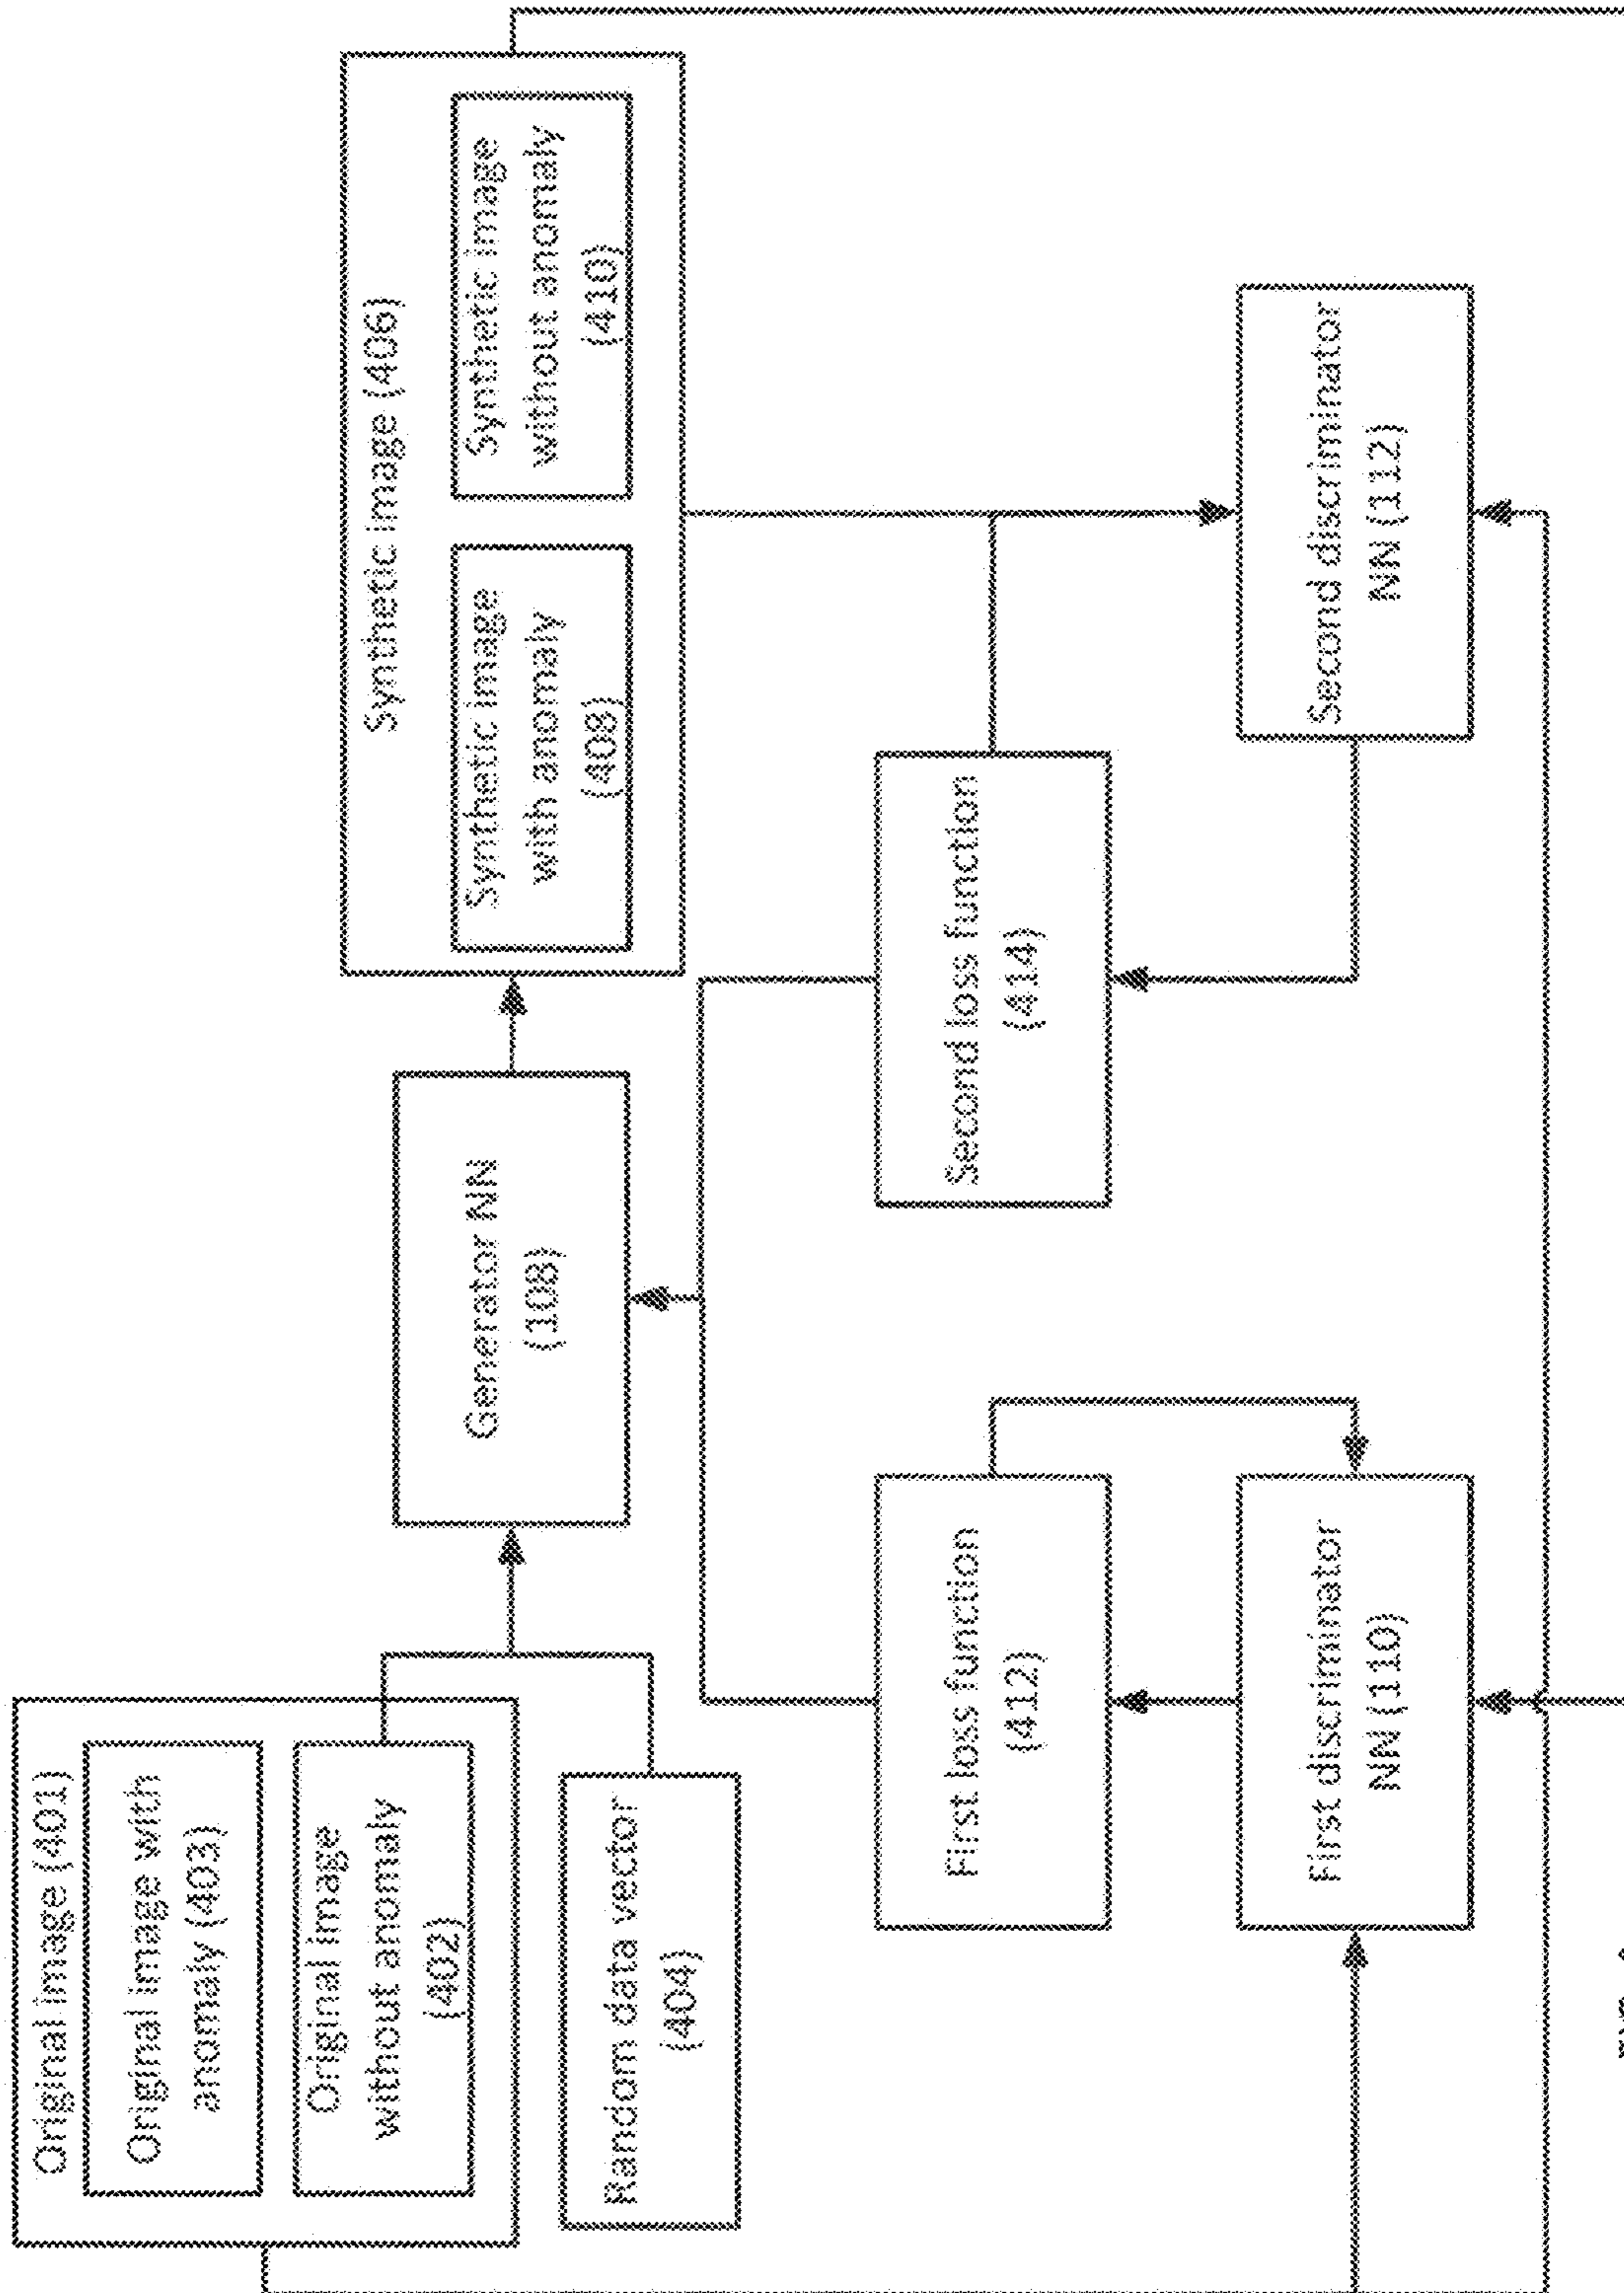 Original image (401)
Original image with
anomaly (403)
Original image
without anomaly
(402)
Random data vector
(404)
Generator NN
(108)
Synthetic image (406)
Synthetic image
with anomaly
(408)
Synthetic image
without anomaly
(410)
First loss function
(412)
Second loss function
(414)
First discriminator
NN (110)
Second discriminator
NN (112)